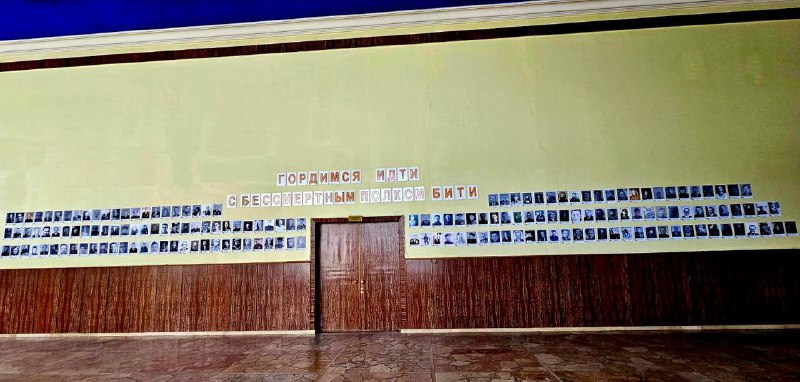 ГОРДИМСЯ ИДТИ
С БЕССМЕРТНЫМ ПОЛКОМ БИТИ